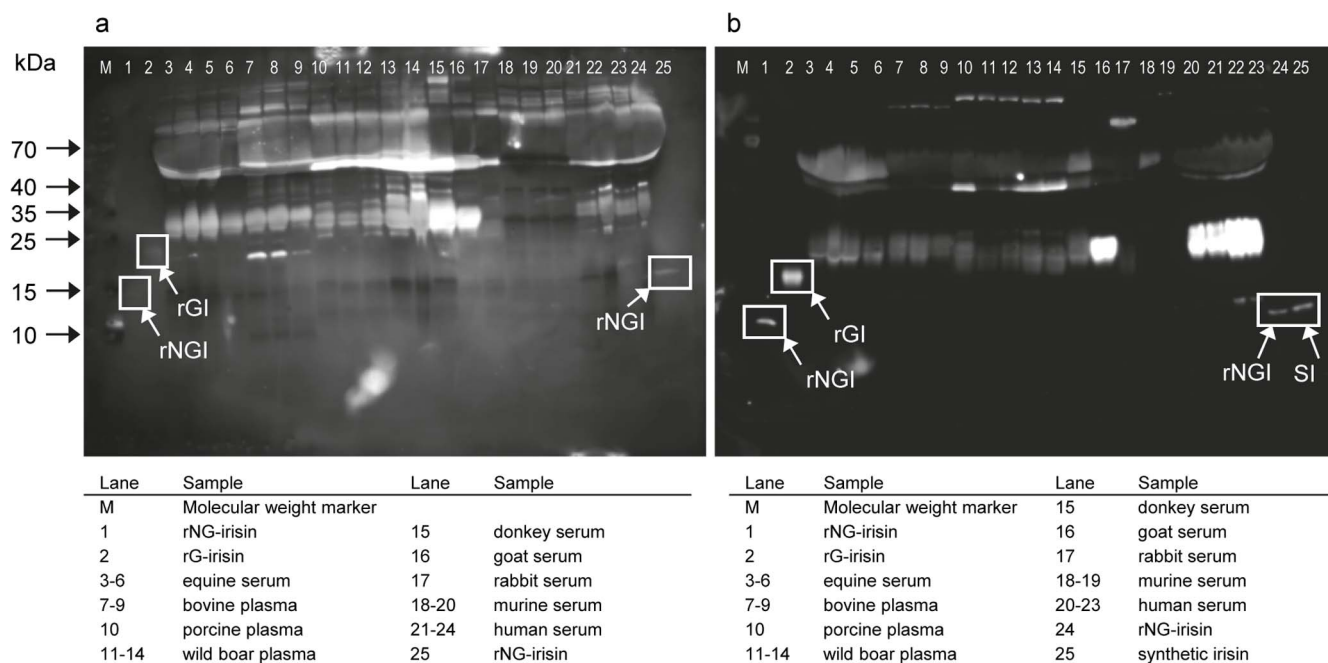 a
b
kDa
M 1 2 3 4 5 6 7 8 9 10 11 12 13 14 15 16 17 18 19 20 21 22 23 24 25
M 1 2 3 4 5 6 7 8 9 10 11 12 13 14 15 16 17 18 19 20 21 22 23 24 25
70
40
35
25
15
10
rGI
rNGI
rNGI
rGI
rNGI
rNGI SI
Lane Sample Lane Sample
M Molecular weight marker
1 rNG-irisin 15 donkey serum
2 rG-irisin 16 goat serum
3-6 equine serum 17 rabbit serum
7-9 bovine plasma 18-20 murine serum
10 porcine plasma 21-24 human serum
11-14 wild boar plasma 25 rNG-irisin
Lane Sample Lane Sample
M Molecular weight marker 15 donkey serum
1 rNG-irisin 16 goat serum
2 rG-irisin 17 rabbit serum
3-6 equine serum 18-19 murine serum
7-9 bovine plasma 20-23 human serum
10 porcine plasma 24 rNG-irisin
11-14 wild boar plasma 25 synthetic irisin